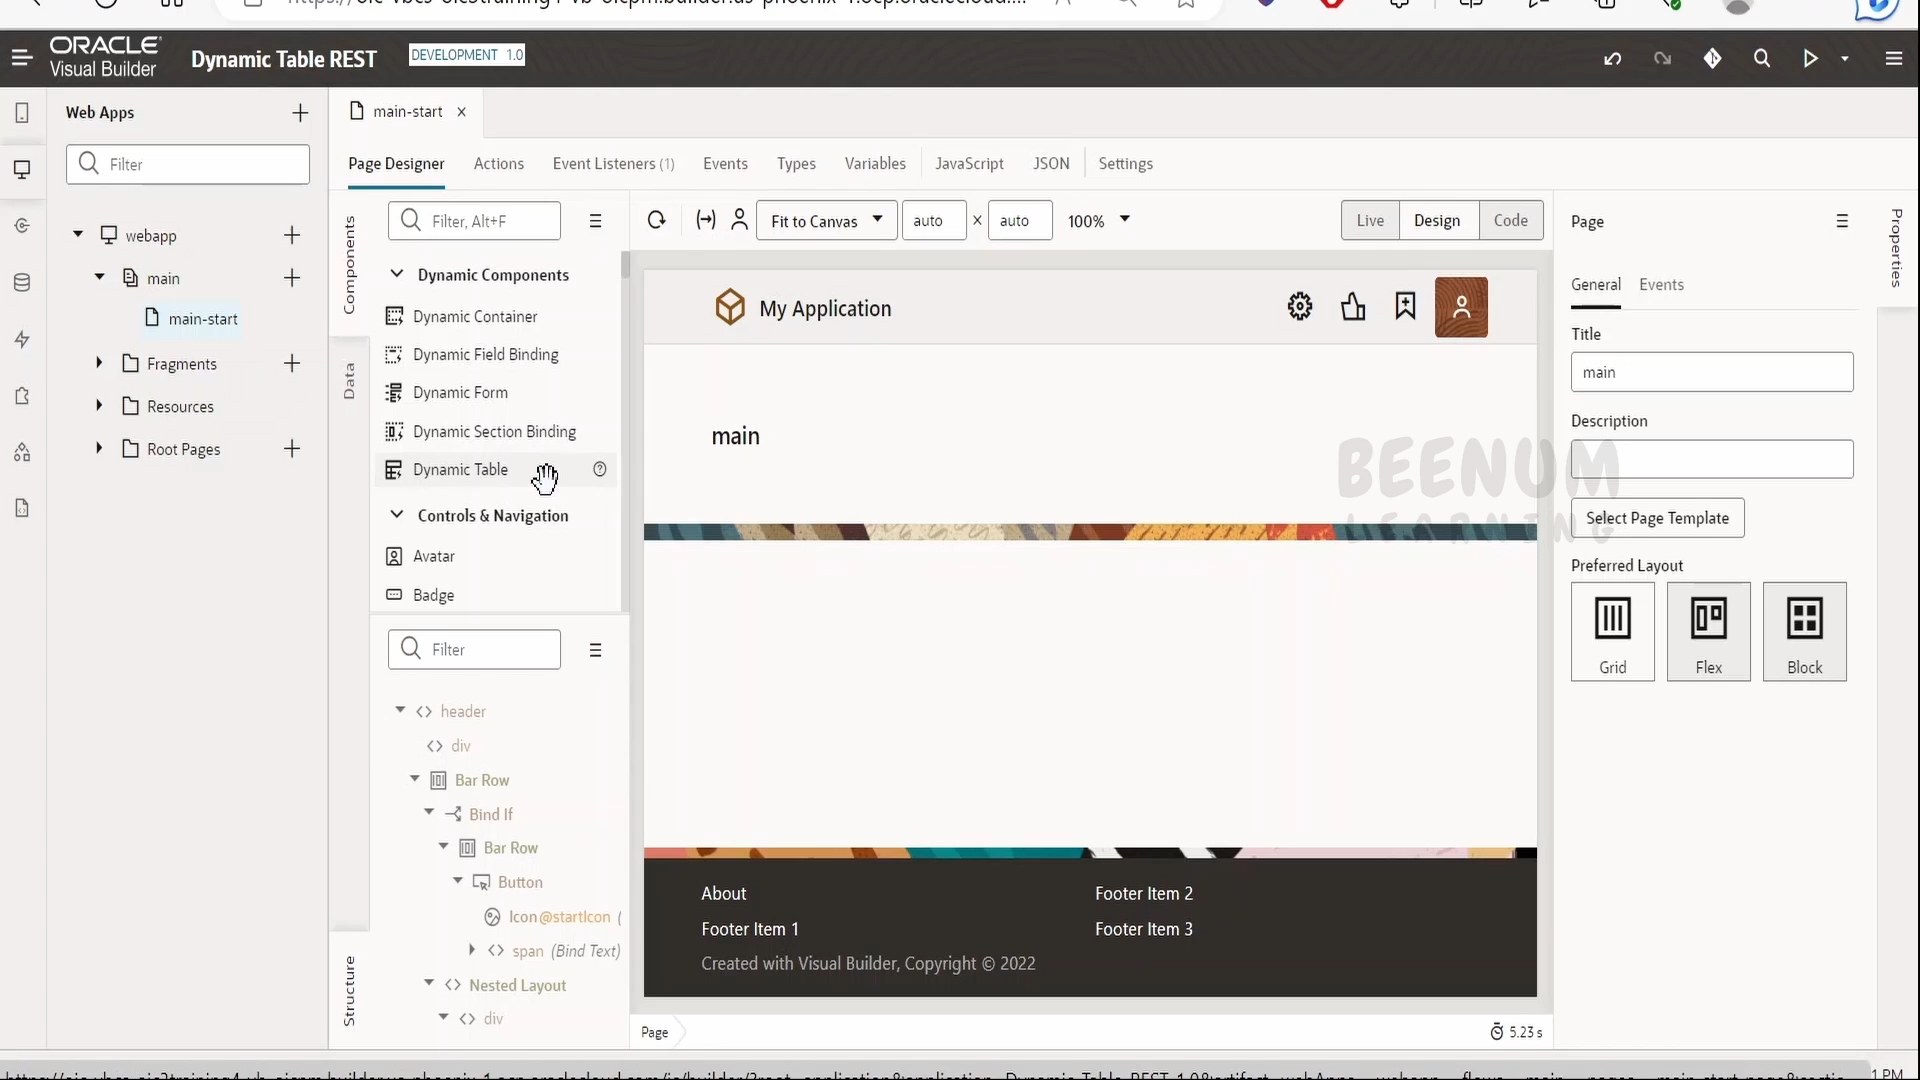 ORACLE
Visual Builder
Dynamic Table REST
DEVELOPMENT 1.0
Web Apps
Filter
webapp
main
main-start
Fragments
Resources
Root Pages
main-start
Page Designer
Actions
Event Listeners (1)
Events
Types
Variables
JavaScript
JSON
Settings
Components
Data
Structure
Filter, Alt+F
Dynamic Components
Dynamic Container
Dynamic Field Binding
Dynamic Form
Dynamic Section Binding
Dynamic Table
Controls & Navigation
Avatar
Badge
Filter
header
div
Bar Row
Bind If
Bar Row
Button
Icon@startIcon (
span (Bind Text)
Nested Layout
div
Fit to Canvas
auto
x
auto
100%
Live
Design
Code
My Application
main
About
Footer Item 2
Footer Item 1
Footer Item 3
Created with Visual Builder, Copyright © 2022
Page
5.23 s
Page
Properties
General
Events
Title
main
Description
BEENUM
LEARNING
Select Page Template
Preferred Layout
Grid
Flex
Block
1 PM